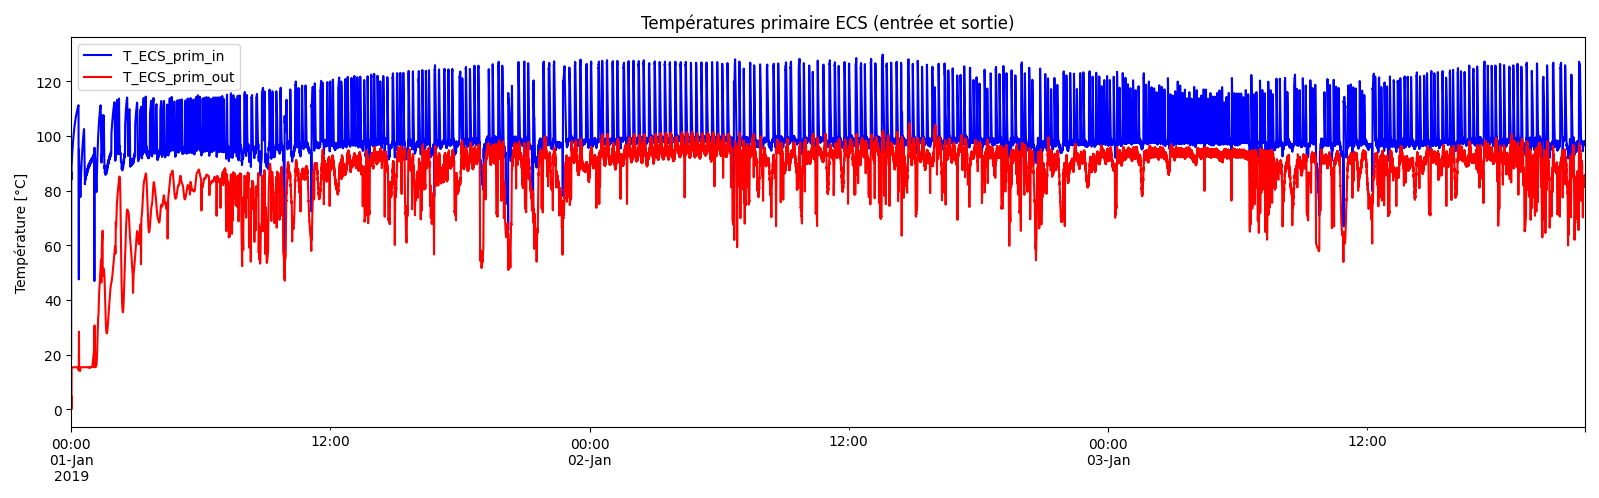 Températures primaire ECS (entrée et sortie)
T_ECS_prim_in
T_ECS_prim_out
Température [°C]
120
100
80
60
40
20
0
00:00 12:00 00:00 12:00 00:00 12:00
01-Jan 02-Jan 03-Jan
2019